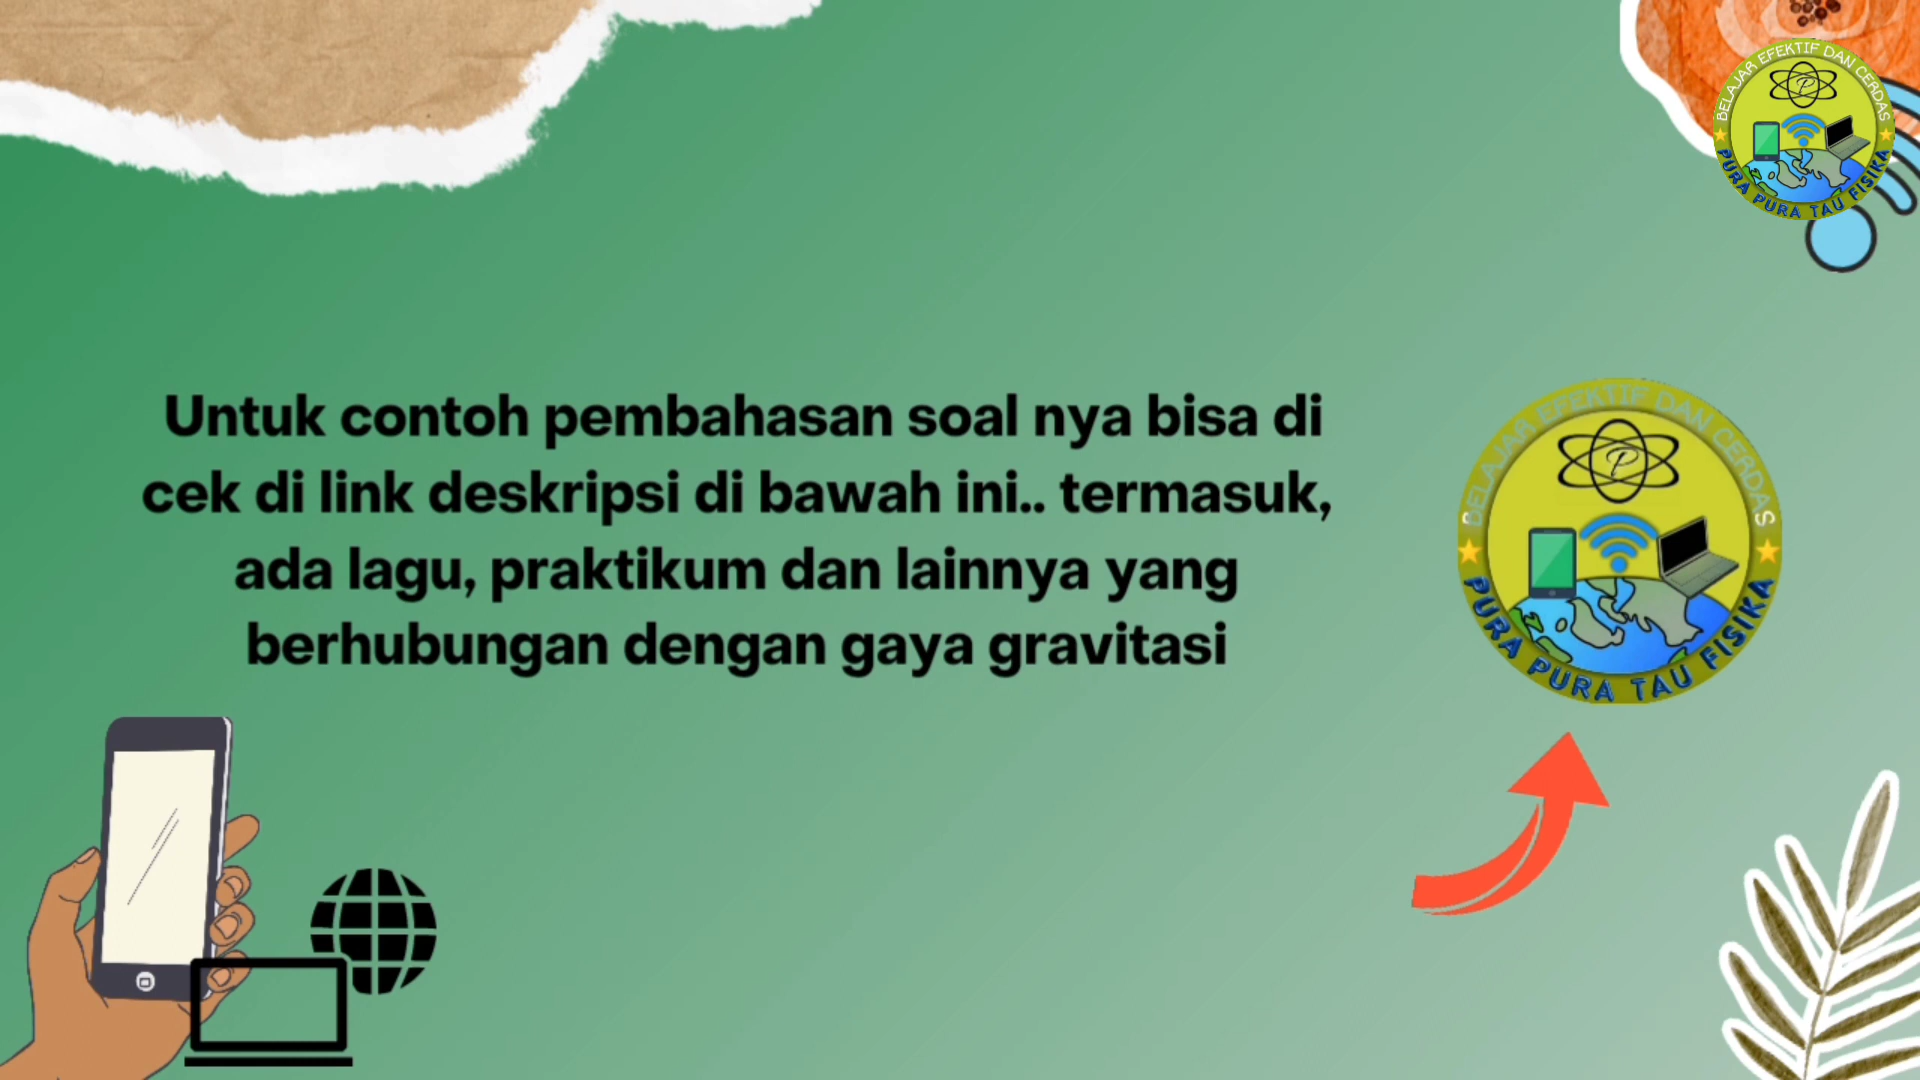 BELAJAR EFEKTIF DAN CERDAS
P
PURA PURA TAU FISIKA
Untuk contoh pembahasan soal nya bisa di
cek di link deskripsi di bawah ini.. termasuk,
ada lagu, praktikum dan lainnya yang
berhubungan dengan gaya gravitasi
BELAJAR EFEKTIF DAN CERDAS
P
PURA PURA TAU FISIKA